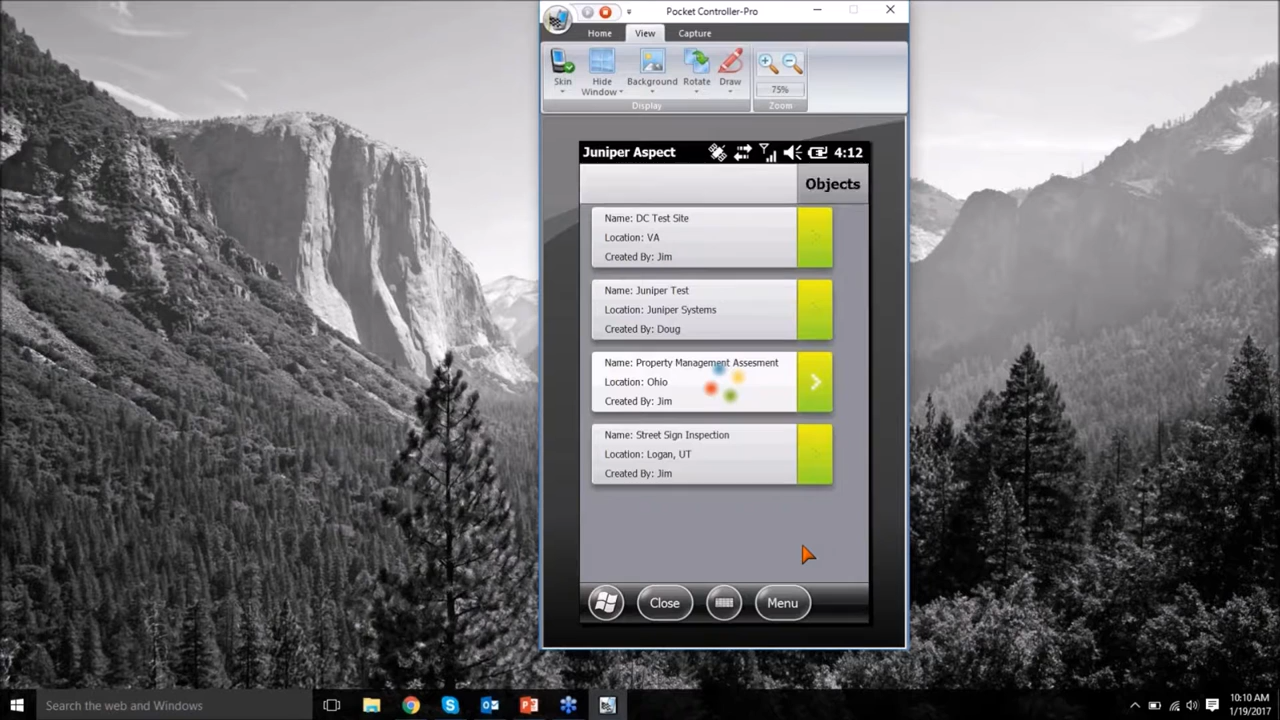 Pocket Controller-Pro
Home View Capture
Skin Hide Window Background Rotate Draw 75%
Display Zoom
Juniper Aspect 4:12
Objects
Name: DC Test Site
Location: VA
Created By: Jim
Name: Juniper Test
Location: Juniper Systems
Created By: Doug
Name: Property Management Assesment
Location: Ohio
Created By: Jim
Name: Street Sign Inspection
Location: Logan, UT
Created By: Jim
Close Menu
Search the web and Windows
10:10 AM
1/19/2017